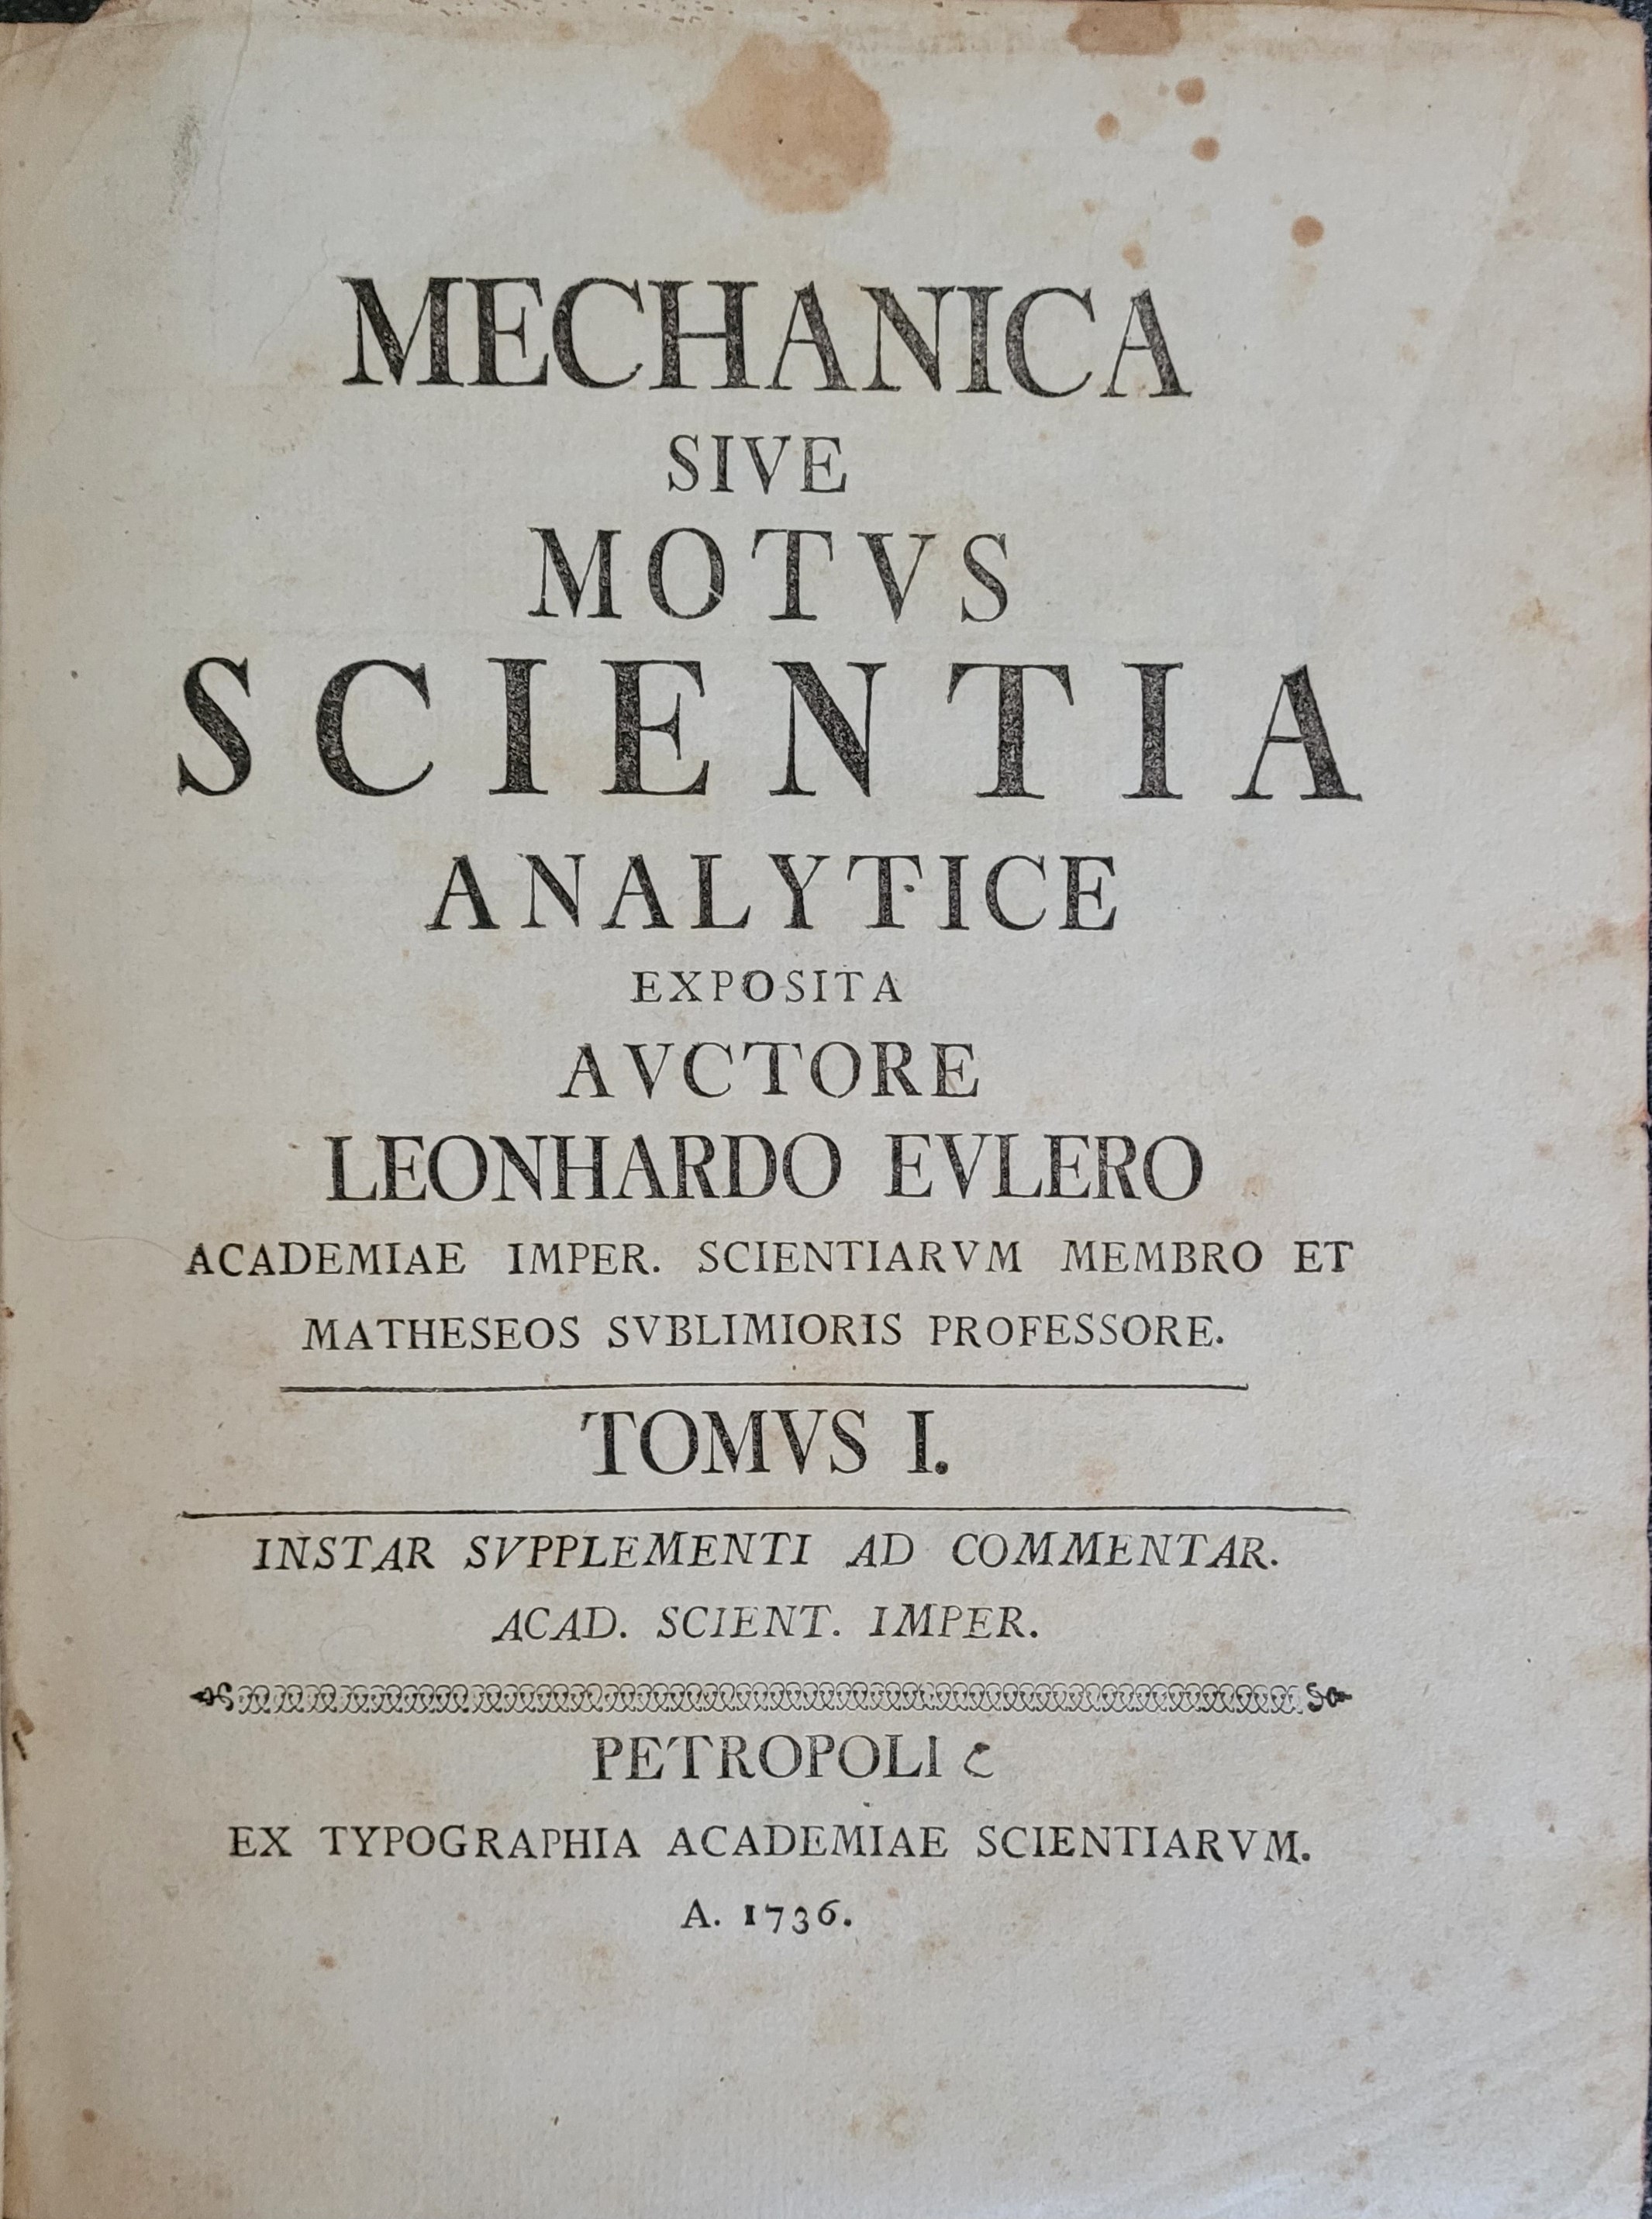 MECHANICA
SIVE
MOTVS
SCIENTIA
ANALYTICE
EXPOSITA
AVCTORE
LEONHARDO EVLERO
ACADEMIAE IMPER. SCIENTIARVM MEMBRO ET
MATHESEOS SVBLIMIORIS PROFESSORE.
TOMVS I.
INSTAR SVPPLEMENTI AD COMMENTAR.
ACAD. SCIENT. IMPER.
PETROPOLI
EX TYPOGRAPHIA ACADEMIAE SCIENTIARVM.
A. 1736.